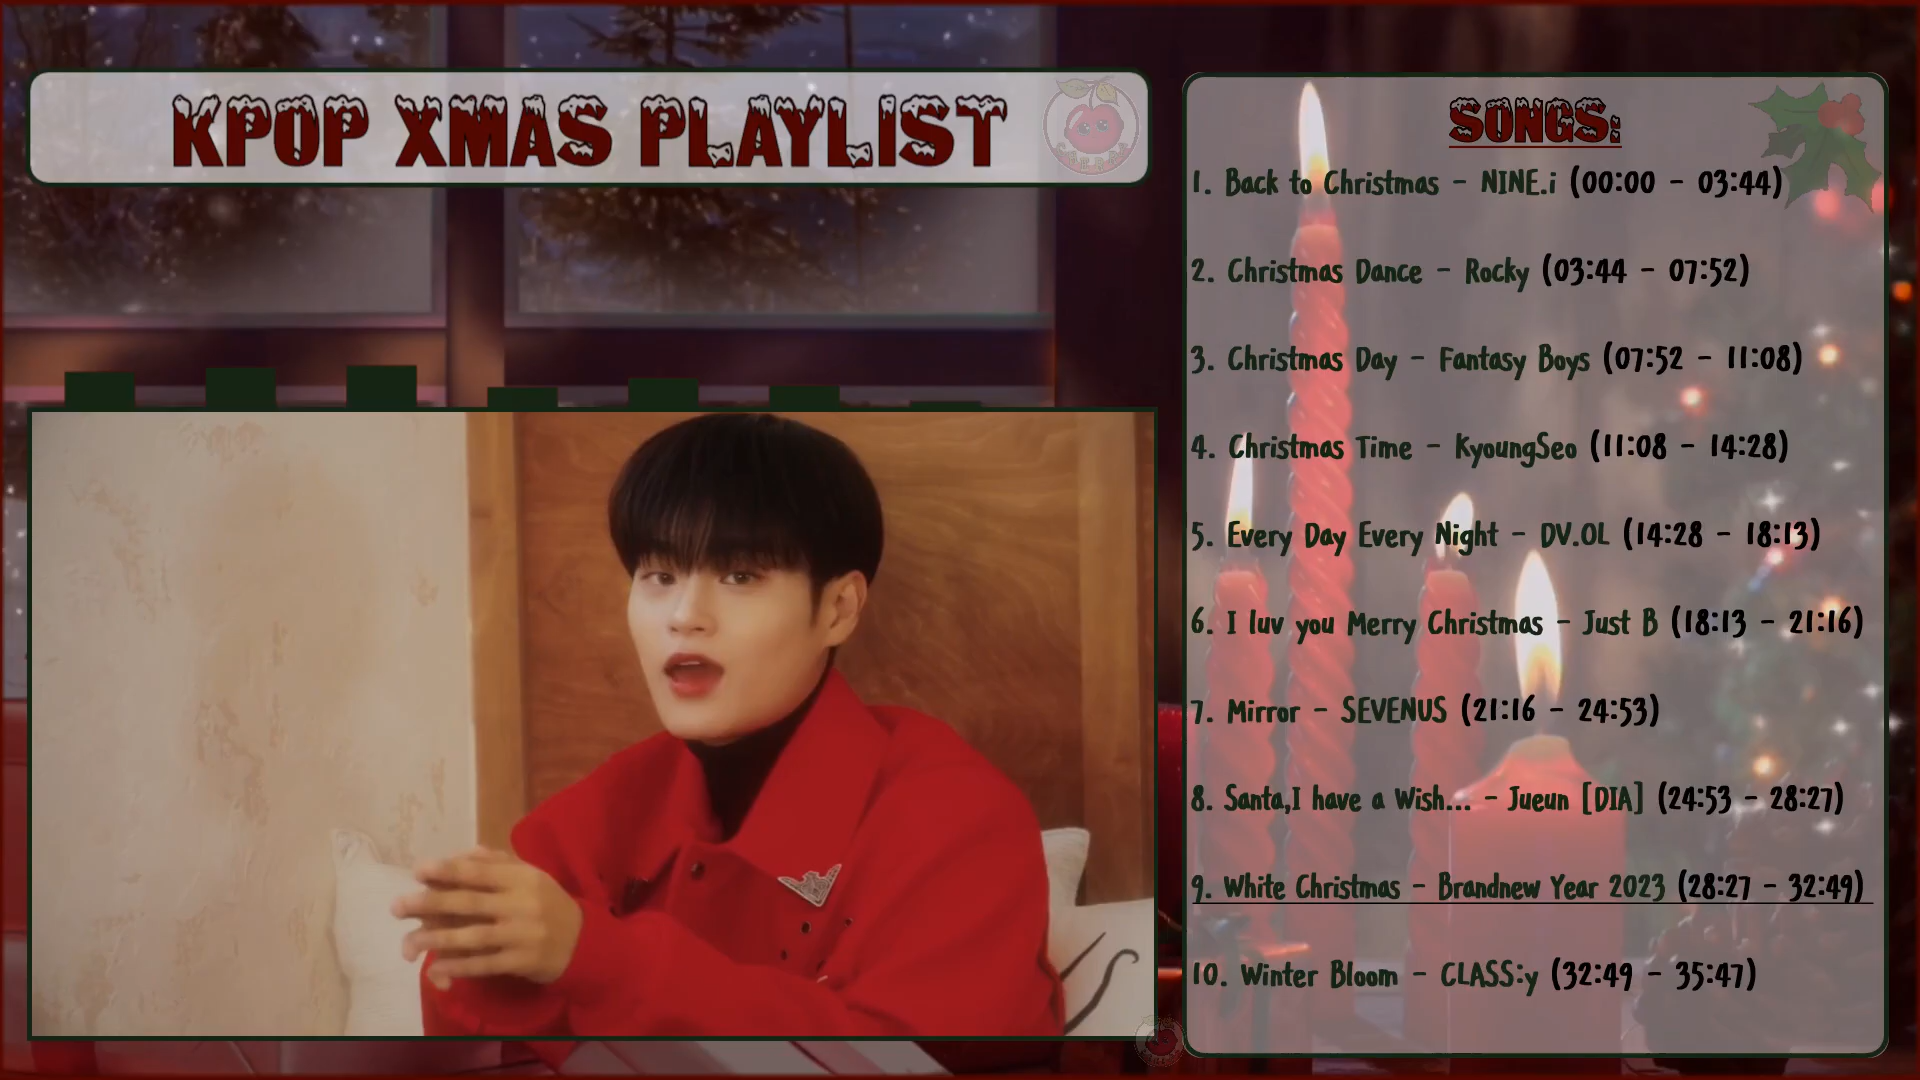 KPOP XMAS PLAYLIST
SONGS:
1. Back to Christmas - NINE.i (00:00 - 03:44)
2. Christmas Dance - Rocky (03:44 - 07:52)
3. Christmas Day - Fantasy Boys (07:52 - 11:08)
4. Christmas Time - KyoungSeo (11:08 - 14:28)
5. Every Day Every Night - DV.OL (14:28 - 18:13)
6. I luv you Merry Christmas - Just B (18:13 - 21:16)
7. Mirror - SEVENUS (21:16 - 24:53)
8. Santa,I have a Wish... - Jueun [DIA] (24:53 - 28:27)
9. White Christmas - Brandnew Year 2023 (28:27 - 32:49)
10. Winter Bloom - CLASS:y (32:49 - 35:47)